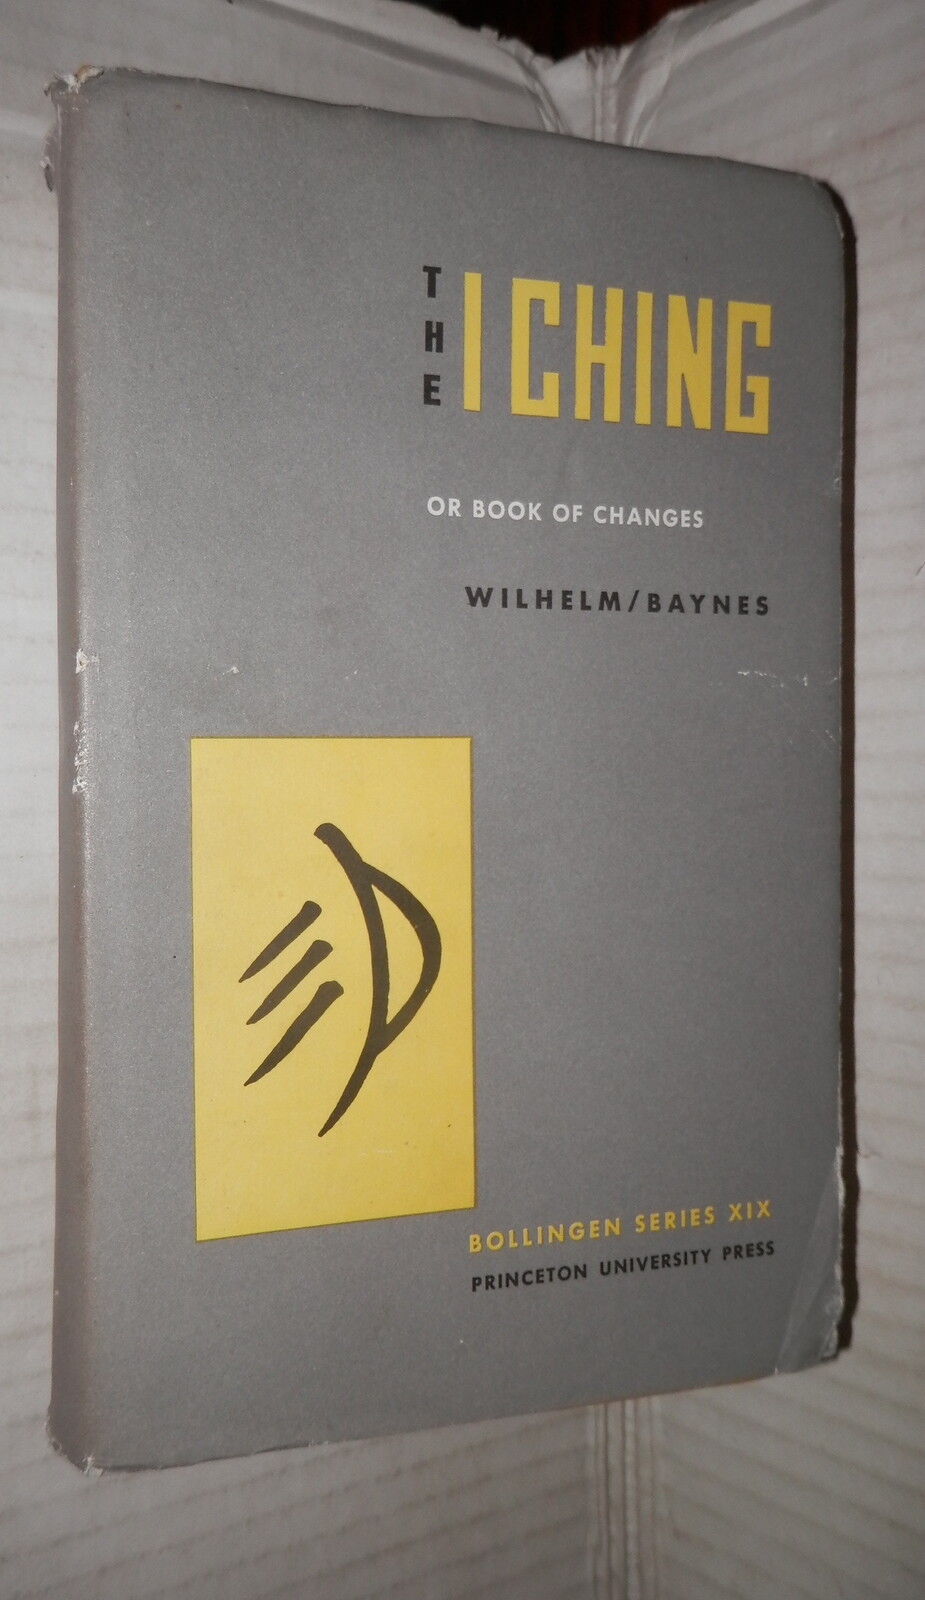 THE I CHING
OR BOOK OF CHANGES
WILHELM/BAYNES
BOLLINGEN SERIES XIX
PRINCETON UNIVERSITY PRESS